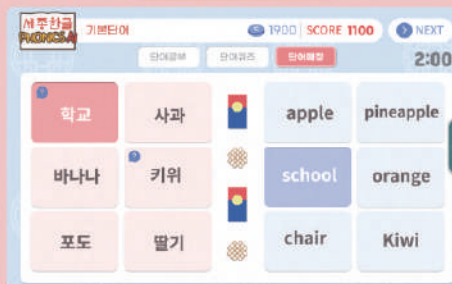 세종한글
PHONICS.AI
기본단어
1900 SCORE 1100
NEXT
단어공부 단어퀴즈 단어매칭
2:00
학교 사과 apple pineapple
바나나 키위 school orange
포도 딸기 chair Kiwi